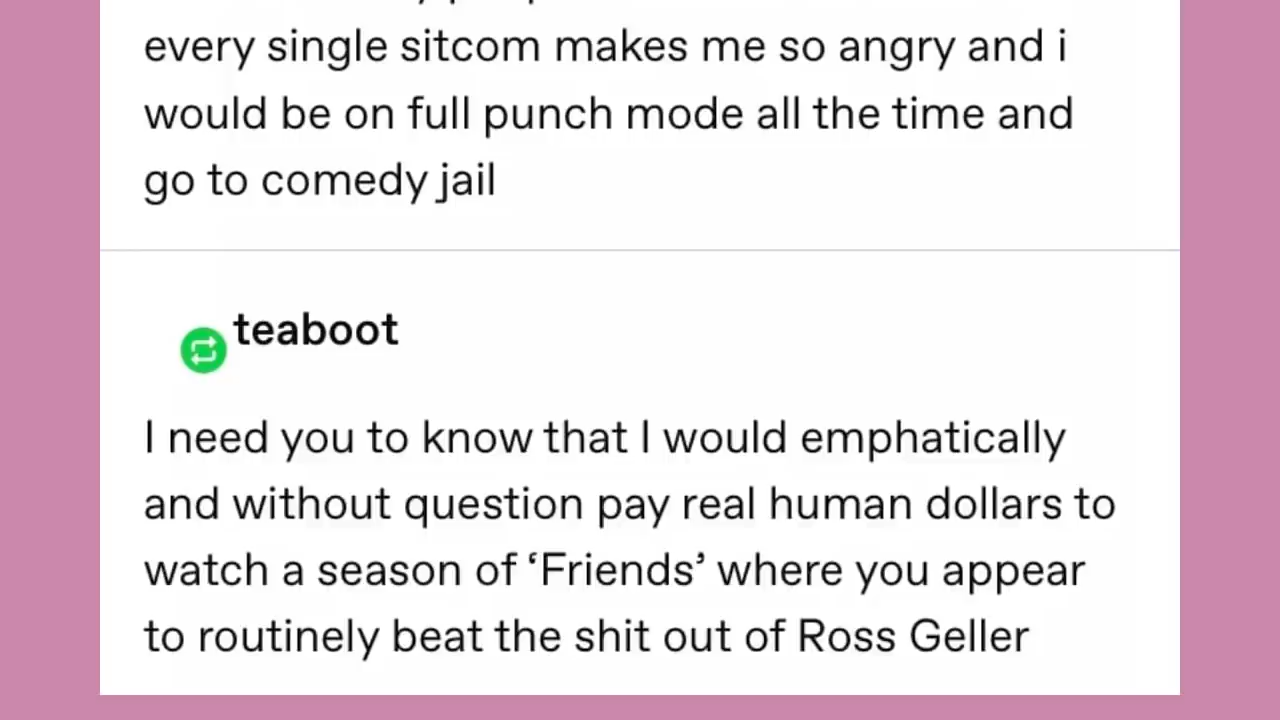 every single sitcom makes me so angry and i
would be on full punch mode all the time and
go to comedy jail
teaboot
I need you to know that I would emphatically
and without question pay real human dollars to
watch a season of ‘Friends’ where you appear
to routinely beat the shit out of Ross Geller